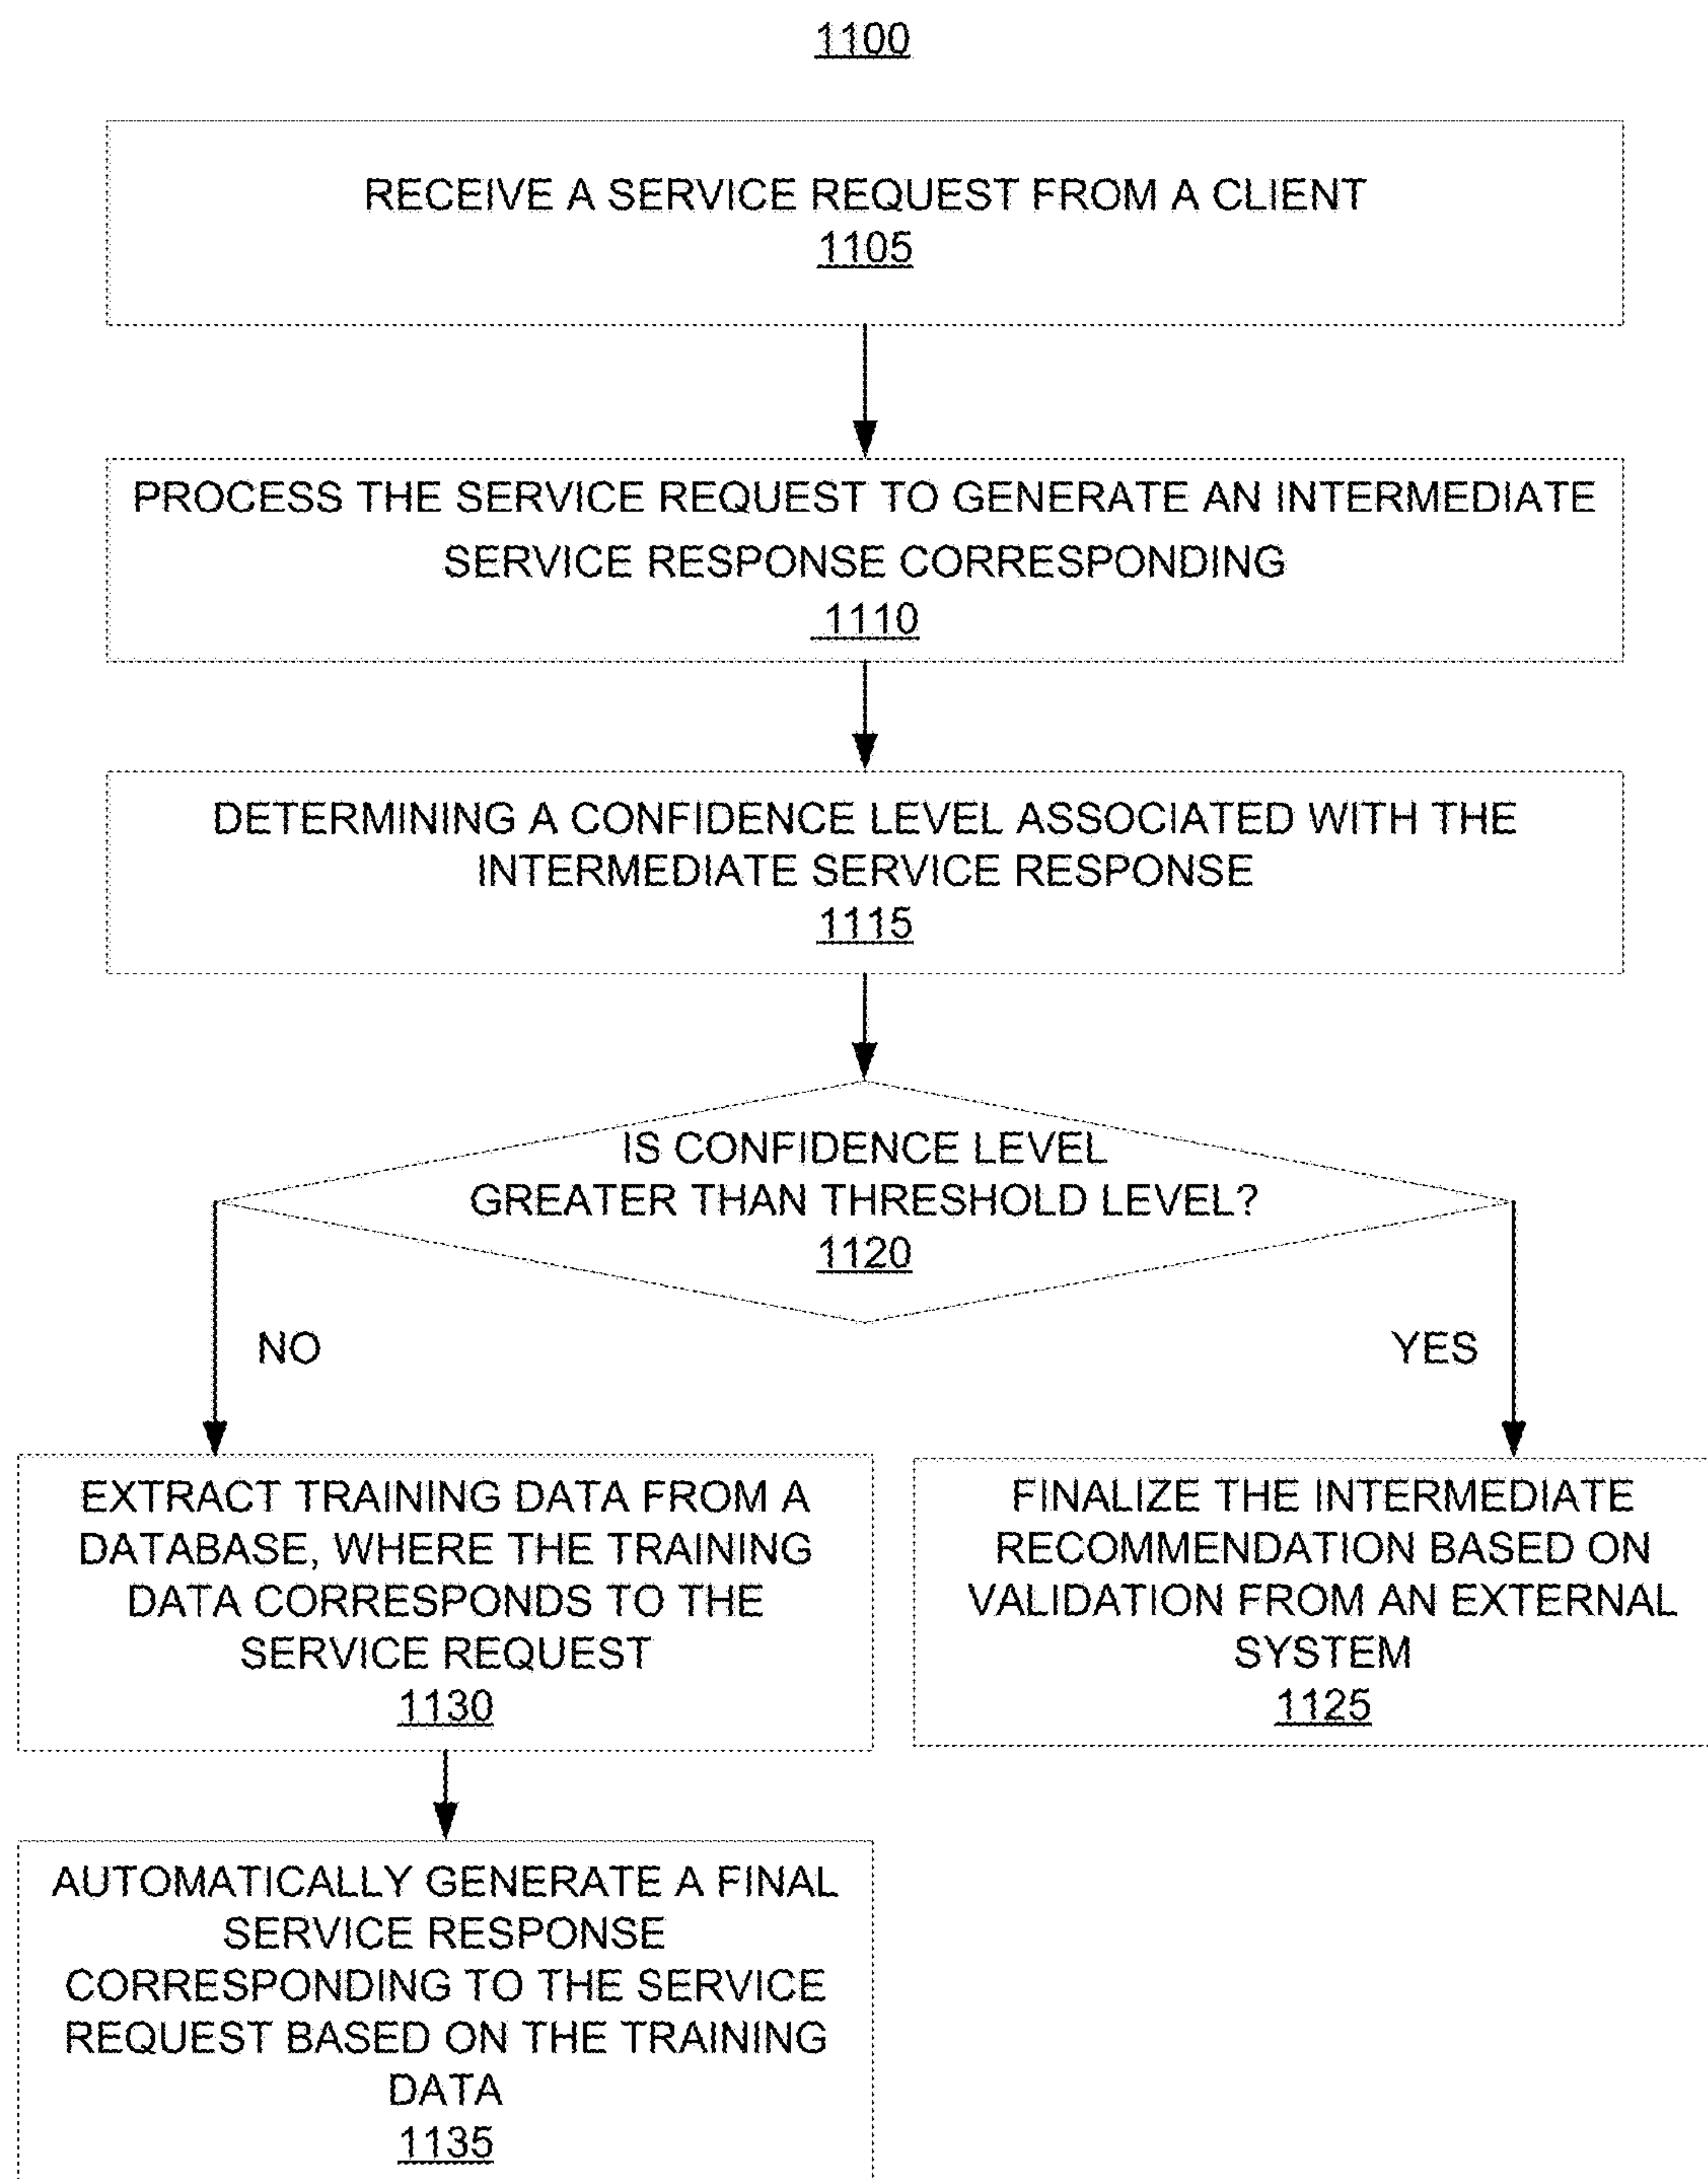 1100
RECEIVE A SERVICE REQUEST FROM A CLIENT
1105
PROCESS THE SERVICE REQUEST TO GENERATE AN INTERMEDIATE
SERVICE RESPONSE CORRESPONDING
1110
DETERMINING A CONFIDENCE LEVEL ASSOCIATED WITH THE
INTERMEDIATE SERVICE RESPONSE
1115
IS CONFIDENCE LEVEL
GREATER THAN THRESHOLD LEVEL?
1120
NO
YES
EXTRACT TRAINING DATA FROM A
DATABASE, WHERE THE TRAINING
DATA CORRESPONDS TO THE
SERVICE REQUEST
1130
FINALIZE THE INTERMEDIATE
RECOMMENDATION BASED ON
VALIDATION FROM AN EXTERNAL
SYSTEM
1125
AUTOMATICALLY GENERATE A FINAL
SERVICE RESPONSE
CORRESPONDING TO THE SERVICE
REQUEST BASED ON THE TRAINING
DATA
1135